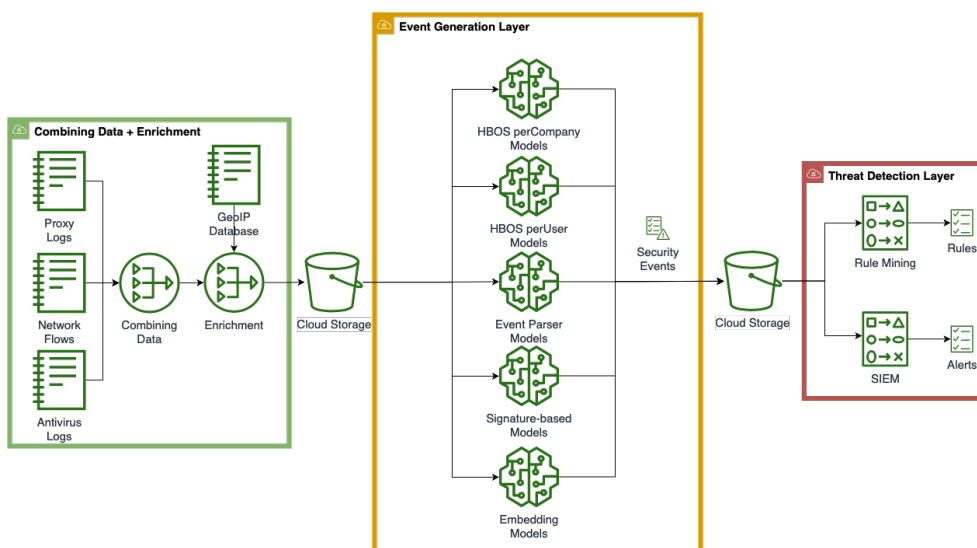 Event Generation Layer
Combining Data + Enrichment
Proxy
Logs
GeoIP
Database
Network
Flows
Combining
Data
Enrichment
Antivirus
Logs
Cloud Storage
HBOS perCompany
Models
HBOS perUser
Models
Event Parser
Models
Signature-based
Models
Embedding
Models
Security
Events
Cloud Storage
Threat Detection Layer
Rule Mining
Rules
SIEM
Alerts